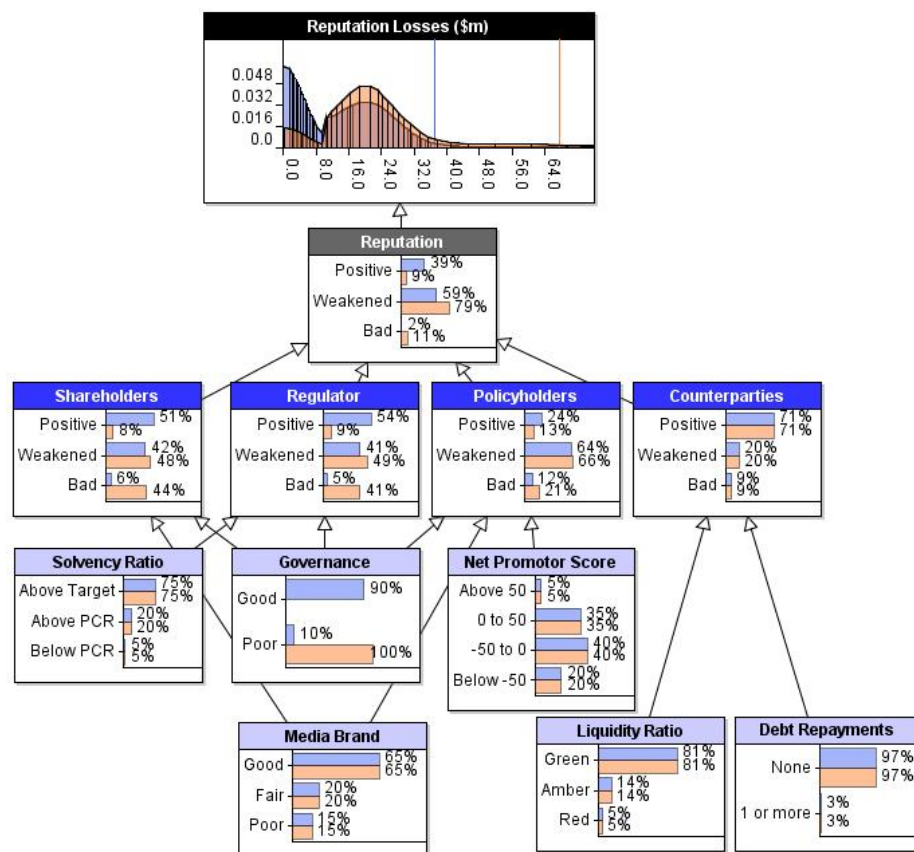 Reputation Losses ($m)
0.048
0.032
0.016
0.0
0.0
8.0
16.0
24.0
32.0
40.0
48.0
56.0
64.0
Reputation
Positive 39%
9%
Weakened 59%
79%
Bad 2%
11%
Shareholders
Positive 51%
8%
Weakened 42%
48%
Bad 6%
44%
Regulator
Positive 54%
9%
Weakened 41%
49%
Bad 5%
41%
Policyholders
Positive 24%
13%
Weakened 64%
66%
Bad 12%
21%
Counterparties
Positive 71%
71%
Weakened 20%
20%
Bad 9%
9%
Solvency Ratio
Above Target 75%
75%
Above PCR 20%
20%
Below PCR 5%
5%
Governance
Good 90%
Poor 10%
100%
Net Promotor Score
Above 50 5%
5%
0 to 50 35%
35%
-50 to 0 40%
40%
Below -50 20%
20%
Media Brand
Good 65%
65%
Fair 20%
20%
Poor 15%
15%
Liquidity Ratio
Green 81%
81%
Amber 14%
14%
Red 5%
5%
Debt Repayments
None 97%
97%
1 or more 3%
3%